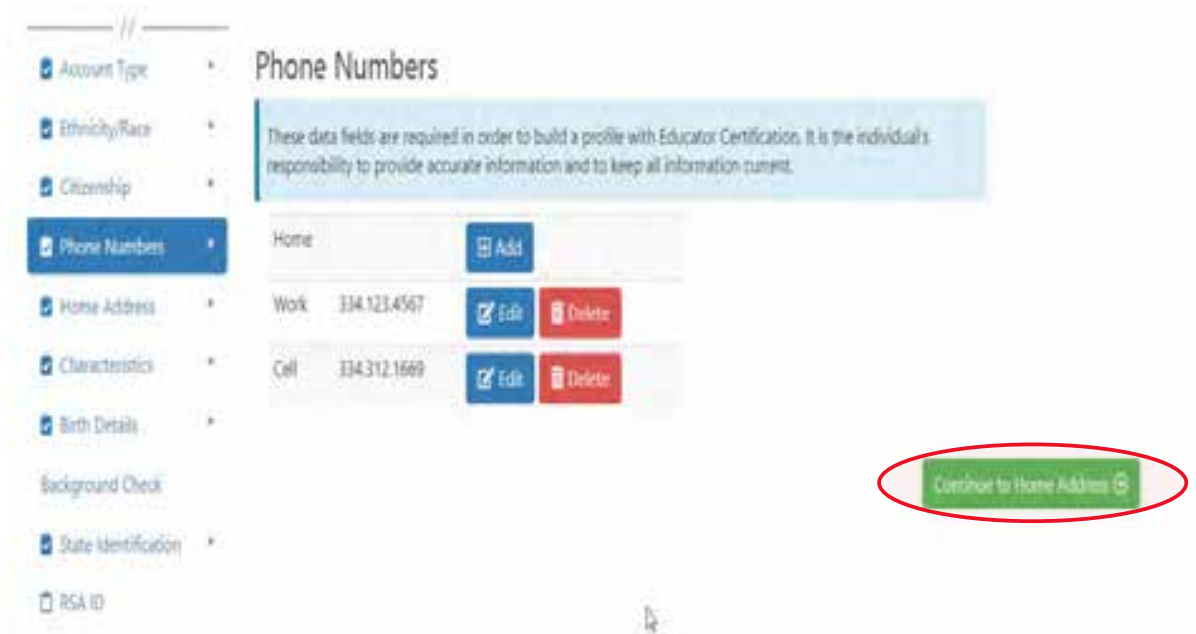 Account Type
Ethnicity/Race
Citizenship
Phone Numbers
Home Address
Characteristics
Birth Details
Background Check
State Identification
RSA ID
Phone Numbers
These data fields are required in order to build a profile with Educator Certification. It is the individual's
responsibility to provide accurate information and to keep all information current.
Home Add
Work 334.123.4567 Edit Delete
Cell 334.312.1669 Edit Delete
Continue to Home Address